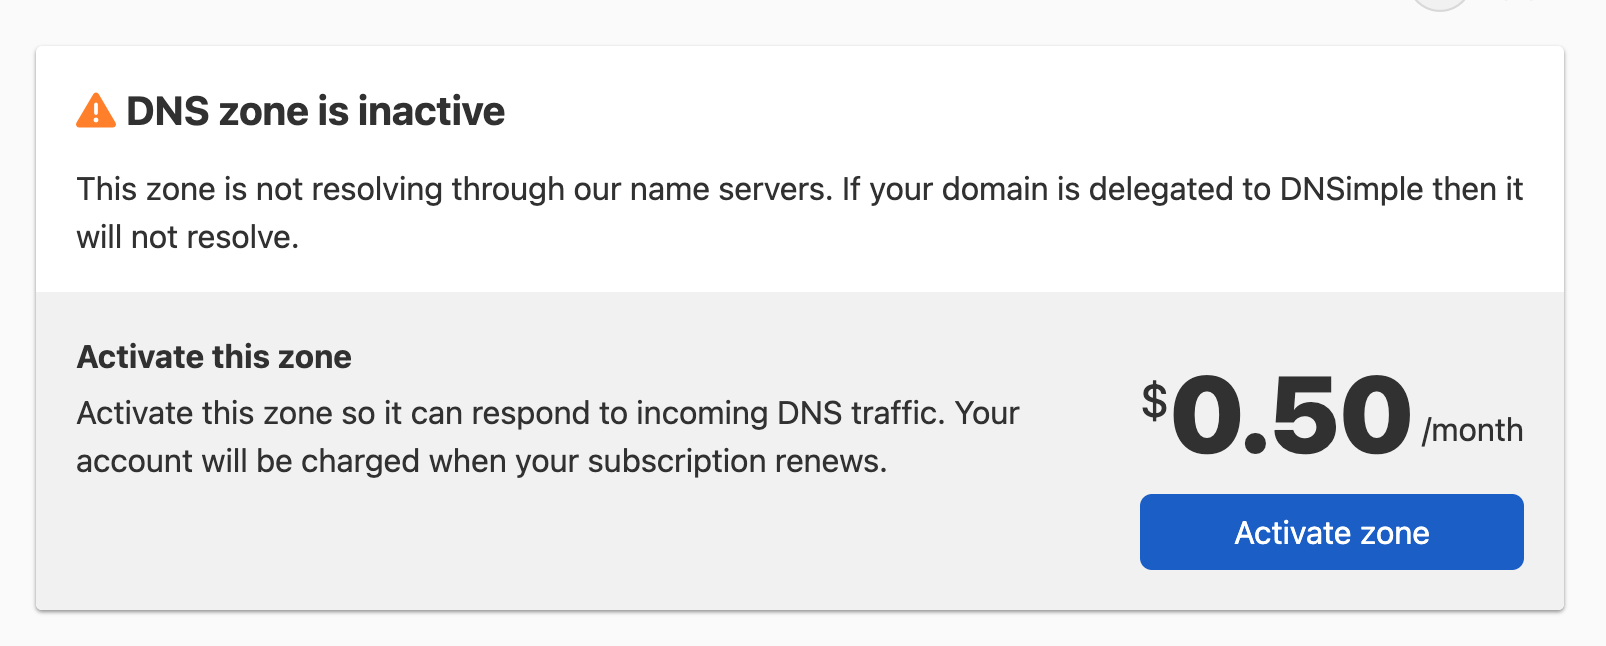 DNS zone is inactive
This zone is not resolving through our name servers. If your domain is delegated to DNSimple then it
will not resolve.
Activate this zone
Activate this zone so it can respond to incoming DNS traffic. Your
account will be charged when your subscription renews.
$0.50 /month
Activate zone